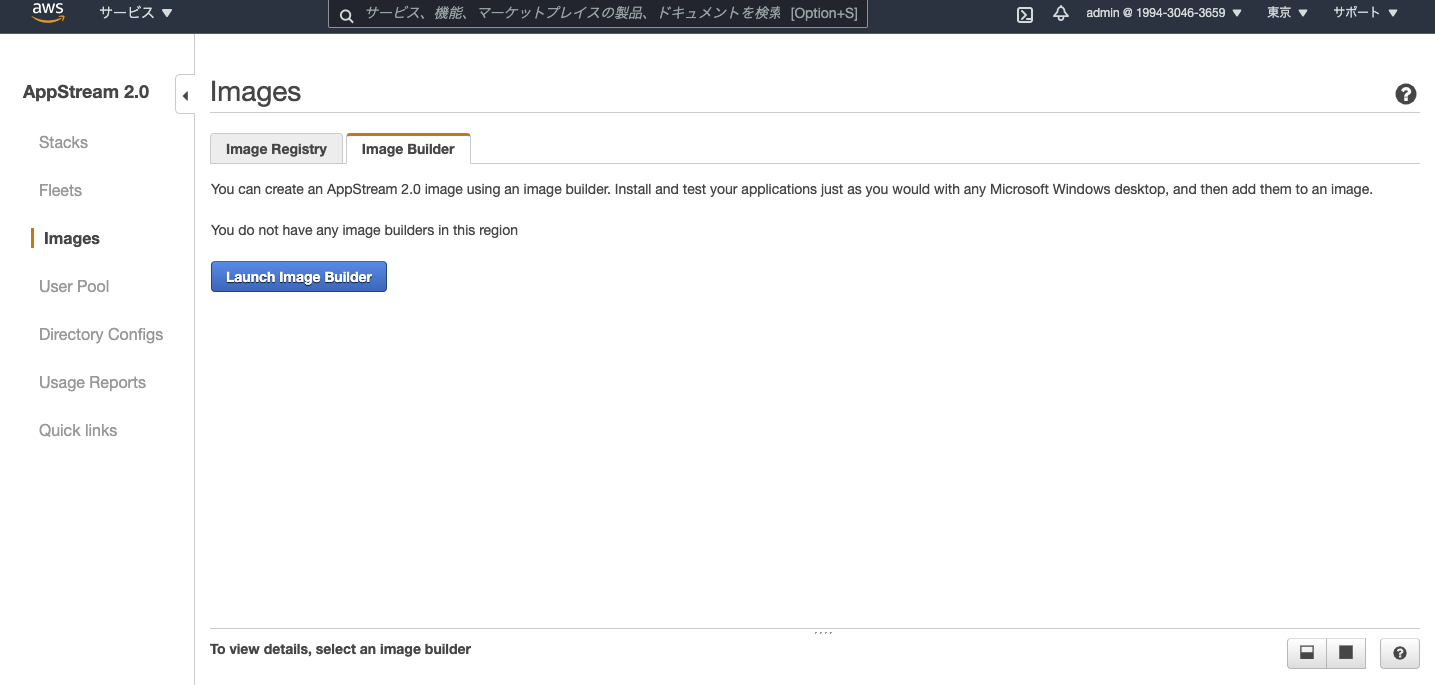 aws サービス ▼ サービス、機能、マーケットプレイスの製品、ドキュメントを検索 [Option+S] admin @ 1994-3046-3659 ▼ 東京 ▼ サポート ▼
AppStream 2.0
Stacks
Fleets
Images
User Pool
Directory Configs
Usage Reports
Quick links
Images
Image Registry
Image Builder
You can create an AppStream 2.0 image using an image builder. Install and test your applications just as you would with any Microsoft Windows desktop, and then add them to an image.
You do not have any image builders in this region
Launch Image Builder
To view details, select an image builder